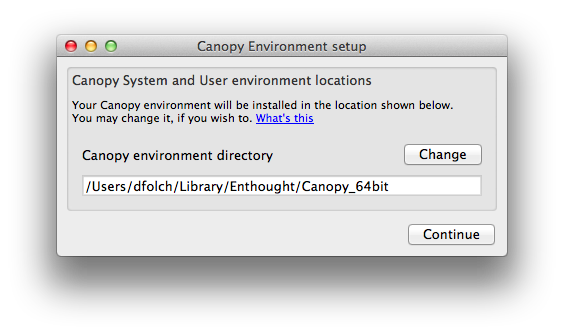 Canopy Environment setup
Canopy System and User environment locations
Your Canopy environment will be installed in the location shown below.
You may change it, if you wish to. What's this
Canopy environment directory
Change
/Users/dfolch/Library/Enthought/Canopy_64bit
Continue